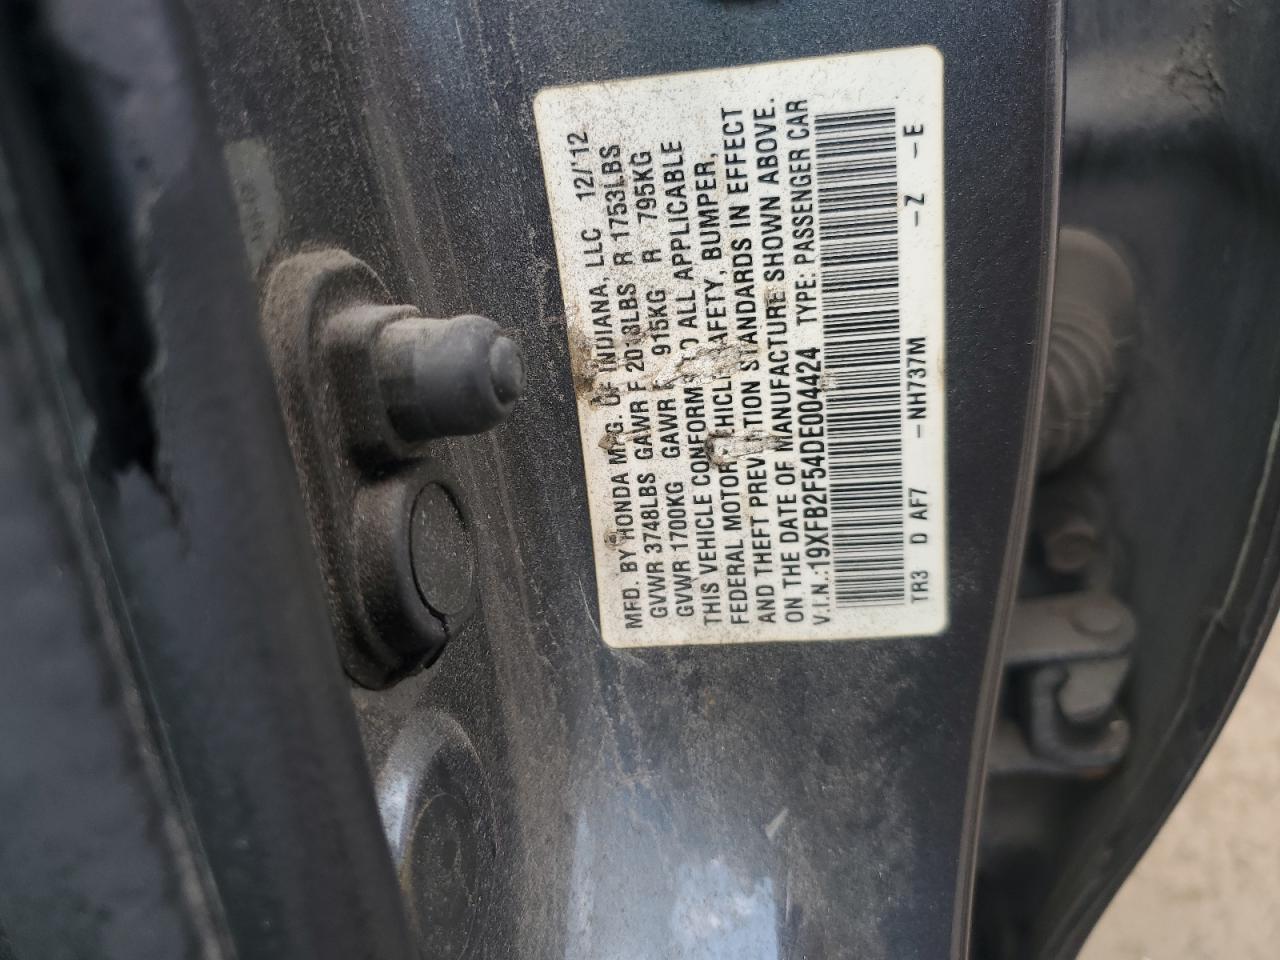 MFD. BY HONDA MFG. OF INDIANA, LLC 12/12
GVWR 3748LBS GAWR F 2018LBS R 1753LBS
GVWR 1700KG GAWR F 915KG R 795KG
THIS VEHICLE CONFORMS TO ALL APPLICABLE
FEDERAL MOTOR VEHICLE SAFETY, BUMPER,
AND THEFT PREVENTION STANDARDS IN EFFECT
ON THE DATE OF MANUFACTURE SHOWN ABOVE.
V.I.N.:19XFB2F54DE004424 TYPE: PASSENGER CAR
TR3 D AF7 – NH737M – Z – E